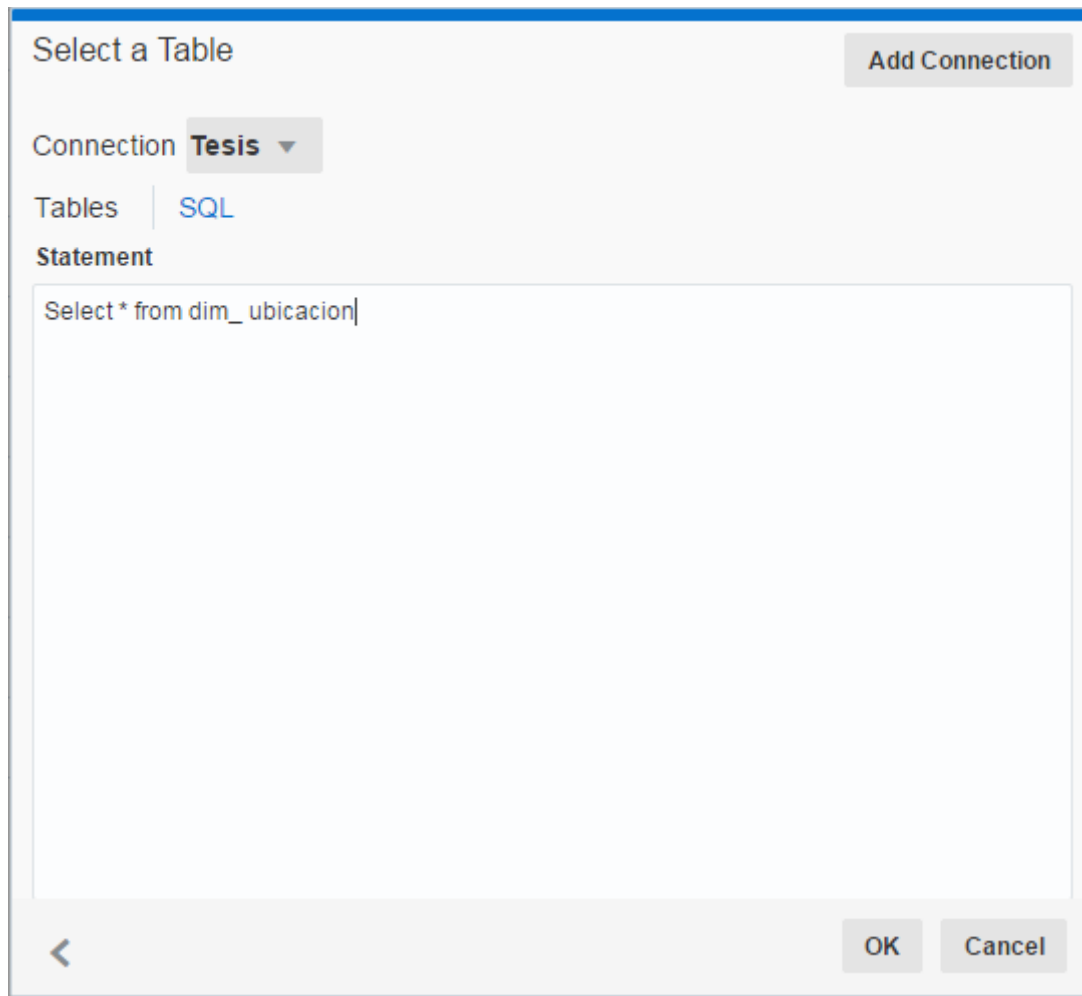 Select a Table
Add Connection
Connection Tesis
Tables SQL
Statement
Select * from dim_ ubicacion
OK Cancel